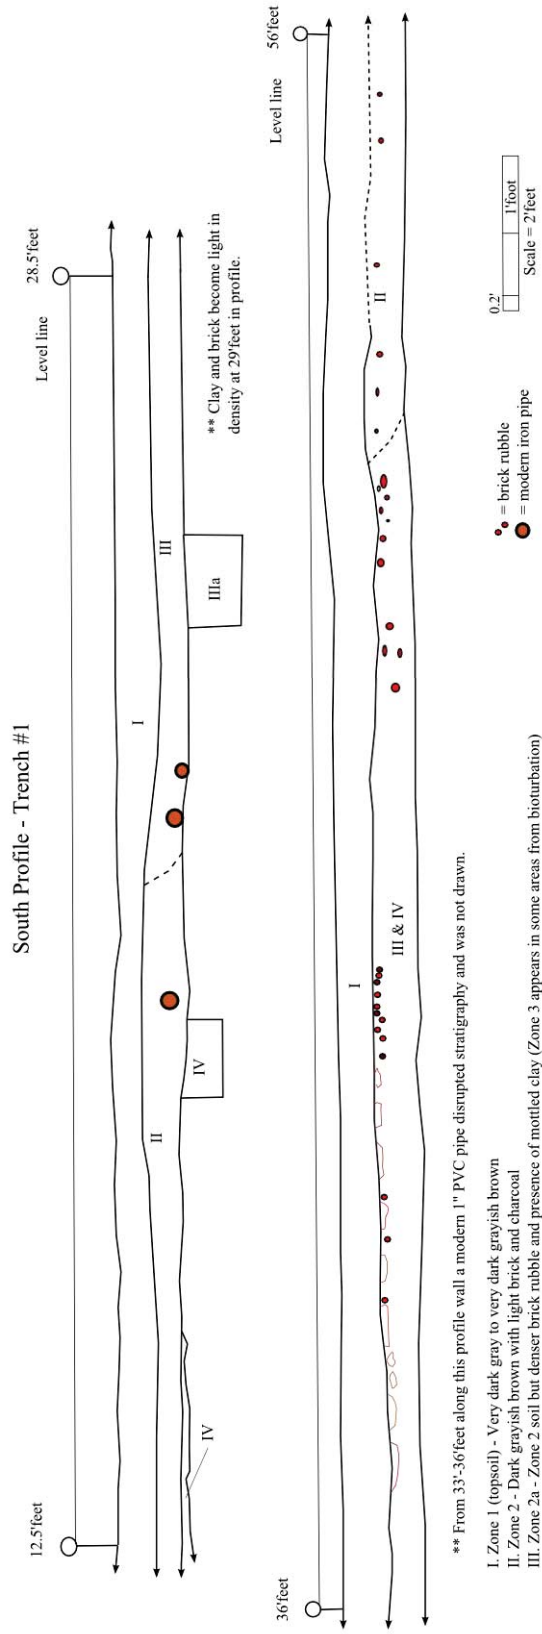 South Profile - Trench #1
12.5'feet
Level line
28.5'feet
I
II
III
IV
IV
IIIa
** Clay and brick become light in
density at 29'feet in profile.
36'feet
Level line
56'feet
I
III & IV
II
** From 33'-36'feet along this profile wall a modern 1" PVC pipe disrupted stratigraphy and was not drawn.
I. Zone 1 (topsoil) - Very dark gray to very dark grayish brown
II. Zone 2 - Dark grayish brown with light brick and charcoal
III. Zone 2a - Zone 2 soil but denser brick rubble and presence of mottled clay (Zone 3 appears in some areas from bioturbation)
= brick rubble
= modern iron pipe
0.2'
1'foot
Scale = 2'feet